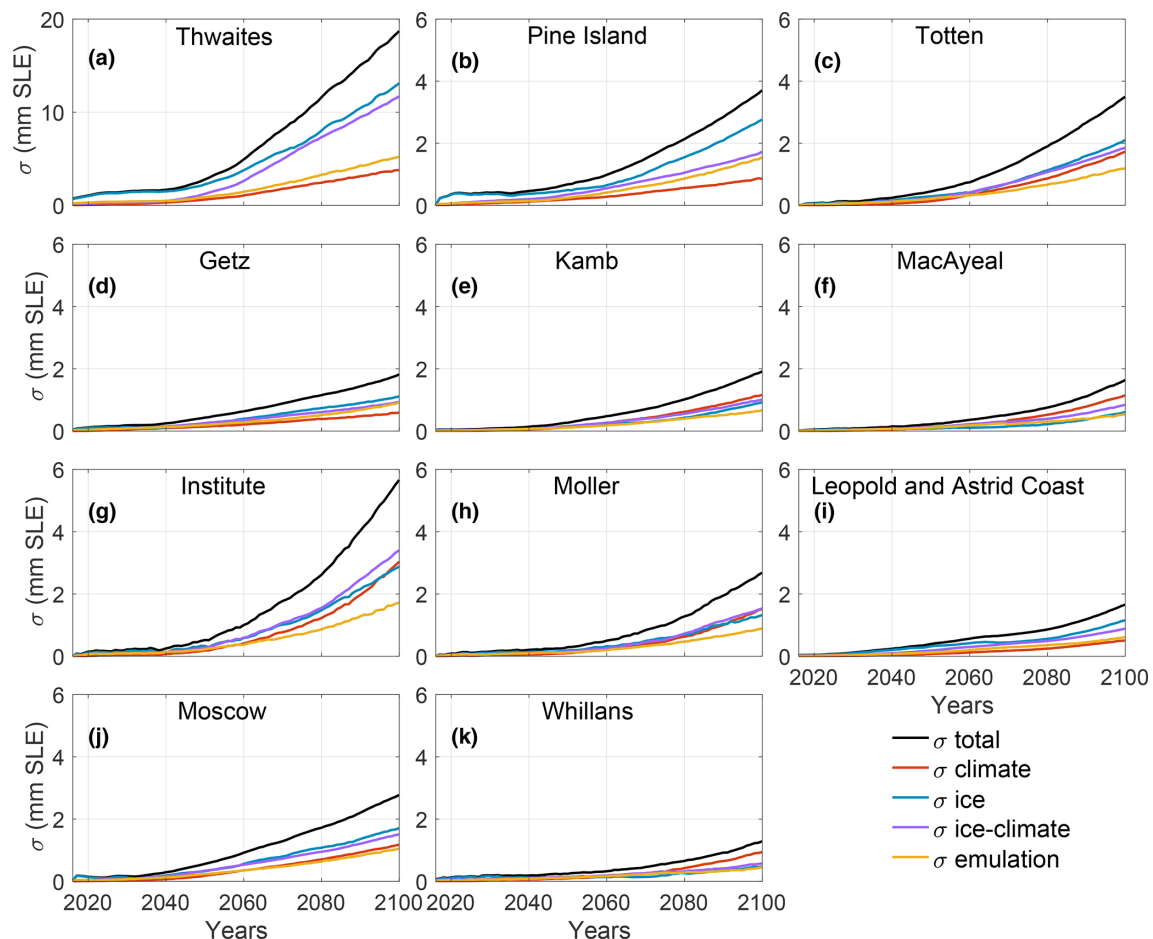 Thwaites
(a)
20
10
0
σ (mm SLE)
Pine Island
(b)
6
4
2
0
Totten
(c)
6
4
2
0
Getz
(d)
6
4
2
0
σ (mm SLE)
Kamb
(e)
6
4
2
0
MacAyeal
(f)
6
4
2
0
Institute
(g)
6
4
2
0
σ (mm SLE)
Moller
(h)
6
4
2
0
Leopold and Astrid Coast
(i)
6
4
2
0
2020 2040 2060 2080 2100
Years
Moscow
(j)
6
4
2
0
σ (mm SLE)
2020 2040 2060 2080 2100
Years
Whillans
(k)
6
4
2
0
2020 2040 2060 2080 2100
Years
σ total
σ climate
σ ice
σ ice-climate
σ emulation